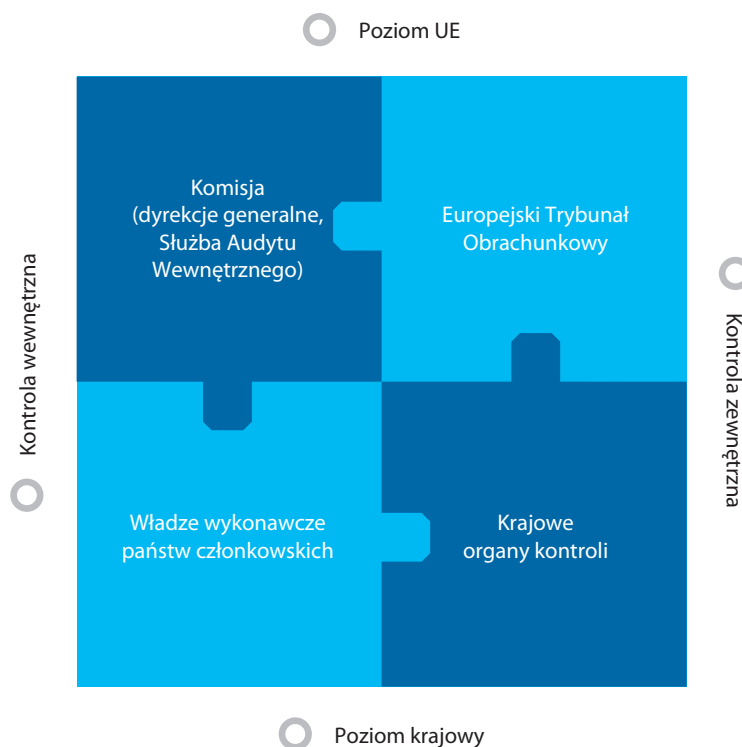 Poziom UE
Komisja
(dyrekcje generalne,
Służba Audytu
Wewnętrznego)
Europejski Trybunał
Obrachunkowy
Kontrola wewnętrzna
Kontrola zewnętrzna
Władze wykonawcze
państw członkowskich
Krajowe
organy kontroli
Poziom krajowy